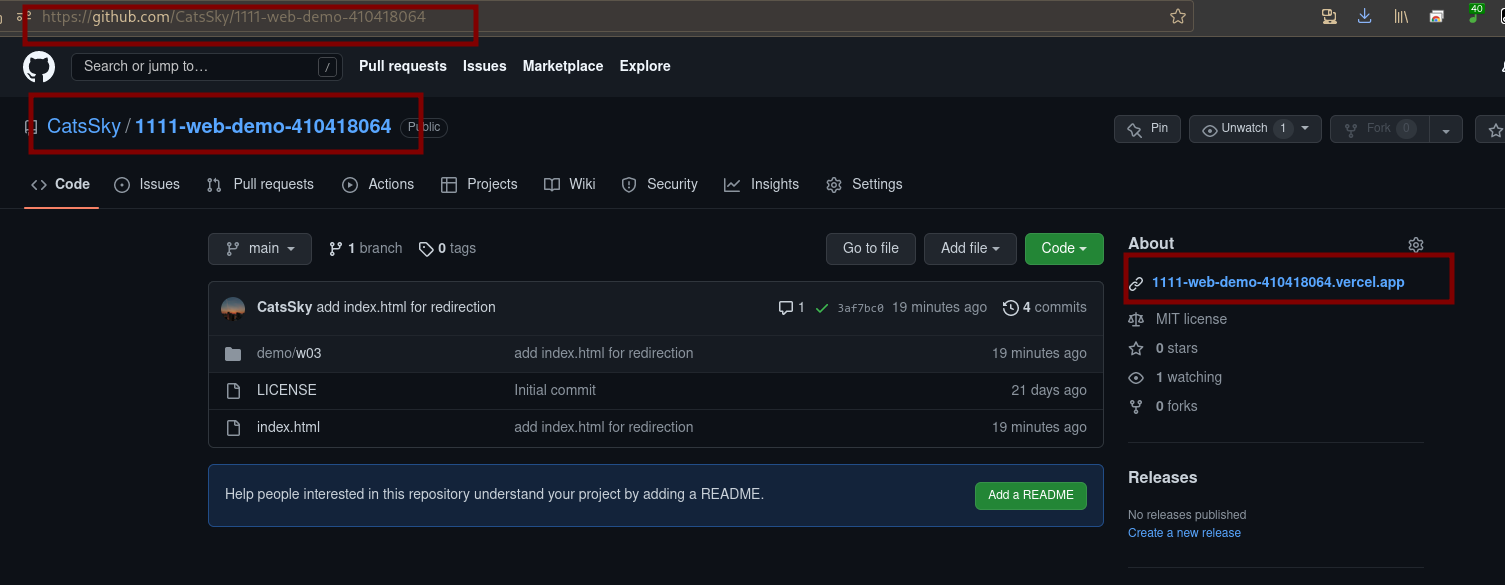 https://github.com/CatsSky/1111-web-demo-410418064
40
Search or jump to… /
Pull requests Issues Marketplace Explore
CatsSky / 1111-web-demo-410418064 Public
Pin Unwatch 1 Fork 0
Code Issues Pull requests Actions Projects Wiki Security Insights Settings
main 1 branch 0 tags Go to file Add file Code
CatsSky add index.html for redirection 1 3af7bc0 19 minutes ago 4 commits
demo/w03 add index.html for redirection 19 minutes ago
LICENSE Initial commit 21 days ago
index.html add index.html for redirection 19 minutes ago
Help people interested in this repository understand your project by adding a README. Add a README
About
1111-web-demo-410418064.vercel.app
MIT license
0 stars
1 watching
0 forks
Releases
No releases published
Create a new release